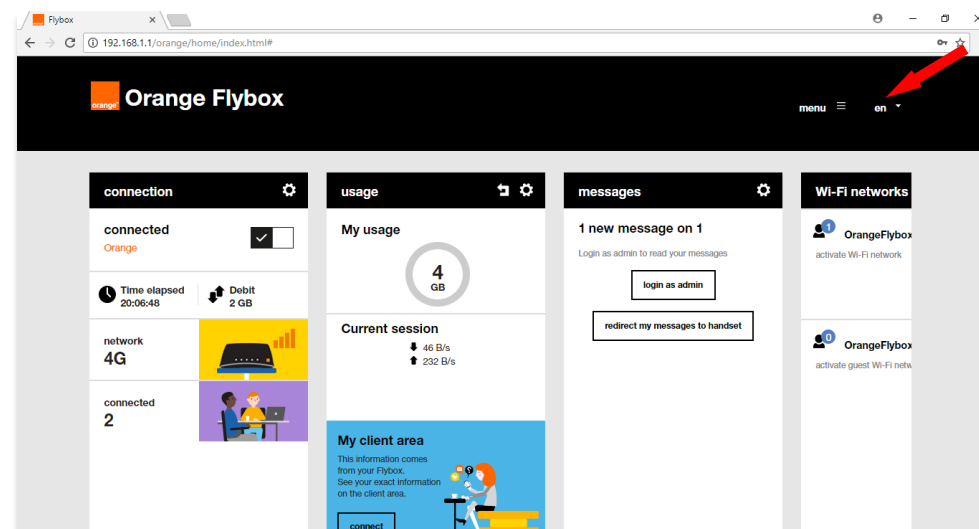 Flybox
192.168.1.1/orange/home/index.html#
orange™
Orange Flybox
menu
en
connection
connected
Orange
Time elapsed
20:06:48
Debit
2 GB
network
4G
connected
2
usage
My usage
4
GB
Current session
46 B/s
232 B/s
My client area
This information comes
from your Flybox.
See your exact information
on the client area.
connect
messages
1 new message on 1
Login as admin to read your messages
login as admin
redirect my messages to handset
Wi-Fi networks
1
OrangeFlybox
activate Wi-Fi network
0
OrangeFlybox
activate guest Wi-Fi netw